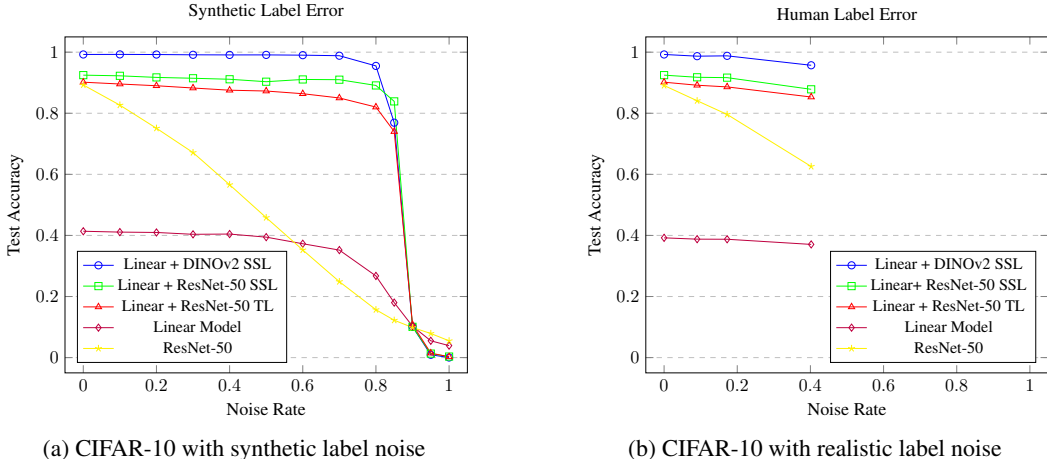 Synthetic Label Error
1
0.8
0.6
0.4
0.2
0
Test Accuracy
Linear + DINOv2 SSL
Linear+ ResNet-50 SSL
Linear + ResNet-50 TL
Linear Model
ResNet-50
0 0.2 0.4 0.6 0.8 1
Noise Rate
(a) CIFAR-10 with synthetic label noise
Human Label Error
1
0.8
0.6
0.4
0.2
0
Test Accuracy
Linear + DINOv2 SSL
Linear+ ResNet-50 SSL
Linear + ResNet-50 TL
Linear Model
ResNet-50
0 0.2 0.4 0.6 0.8 1
Noise Rate
(b) CIFAR-10 with realistic label noise